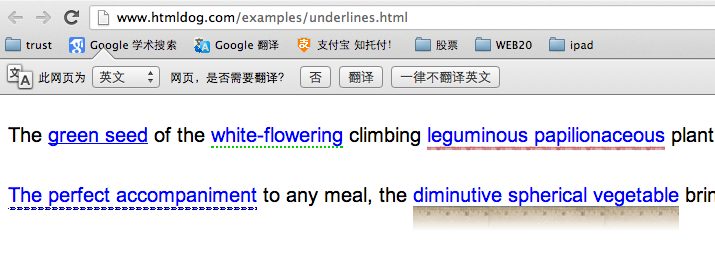 www.htmldog.com/examples/underlines.html
trust Google 学术搜索 Google 翻译 支付宝 知托付! 股票 WEB20 ipad
此网页为 英文 网页，是否需要翻译? 否 翻译 一律不翻译英文
The green seed of the white-flowering climbing leguminous papilionaceous plant
The perfect accompaniment to any meal, the diminutive spherical vegetable brin